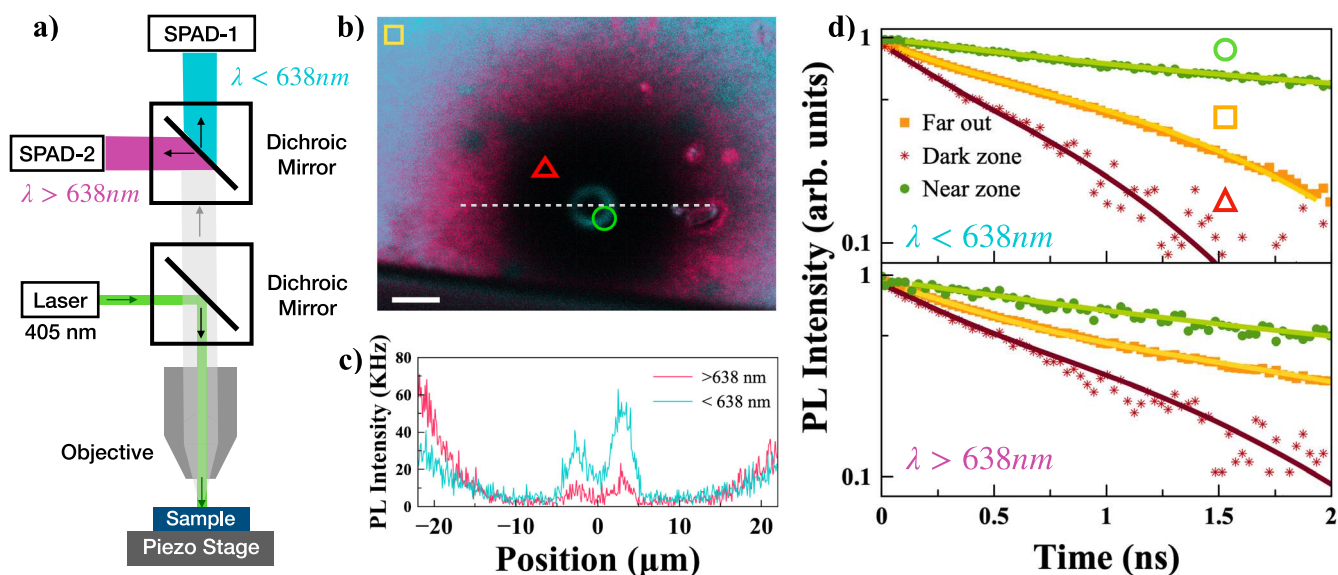 a)
SPAD-1
λ < 638nm
SPAD-2
λ > 638nm
Dichroic
Mirror
Laser
405 nm
Dichroic
Mirror
Objective
Sample
Piezo Stage
b)
c)
PL Intensity (KHz)
80
60
40
20
0
>638 nm
< 638 nm
−20
−10
0
10
20
Position (μm)
d)
PL Intensity (arb. units)
1
0.1
Far out
Dark zone
Near zone
λ < 638nm
1
0.1
λ > 638nm
0
0.5
1.0
1.5
2
Time (ns)